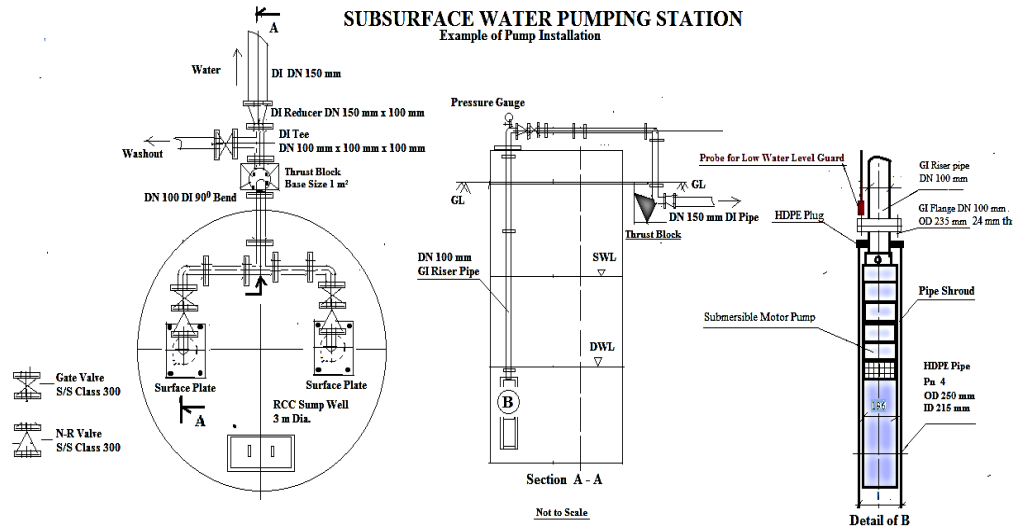 SUBSURFACE WATER PUMPING STATION
Example of Pump Installation
A
Water
DI DN 150 mm
DI Reducer DN 150 mm x 100 mm
DI Tee
DN 100 mm x 100 mm x 100 mm
Washout
Thrust Block
Base Size 1 m²
DN 100 DI 90⁰ Bend
Surface Plate
Surface Plate
A
RCC Sump Well
3 m Dia.
Gate Valve
S/S Class 300
N-R Valve
S/S Class 300
Pressure Gauge
GL
GL
DN 150 mm DI Pipe
Thrust Block
DN 100 mm
GI Riser Pipe
SWL
DWL
B
Section A - A
Not to Scale
Probe for Low Water Level Guard
GI Riser pipe
DN 100 mm
GI Flange DN 100 mm .
OD 235 mm 24 mm th
HDPE Plug
Pipe Shroud
Submersible Motor Pump
HDPE Pipe
Pn 4
OD 250 mm
ID 215 mm
Detail of B